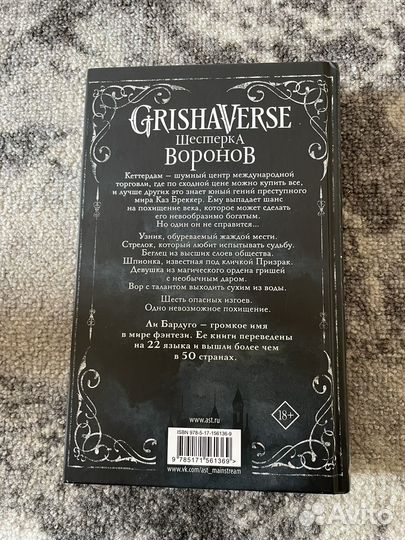 GRISHAVERSE
ШЕСТЕРКА
ВОРОНОВ
Кеттердам — шумный центр международной
торговли, где по сходной цене можно купить все,
и лучше других это знает юный гений преступного
мира Каз Бреккер. Ему выпадает шанс
на похищение века, которое может сделать
его невообразимо богатым.
Но один он не справится...
Узник, обуреваемый жаждой мести.
Стрелок, который любит испытывать судьбу.
Беглец из высших слоев общества.
Шпионка, известная под кличкой Призрак.
Девушка из магического ордена гришей
с необычным даром.
Вор с талантом выходить сухим из воды.
Шесть опасных изгоев.
Одно невозможное похищение.
Ли Бардуго — громкое имя
в мире фэнтези. Ее книги переведены
на 22 языка и вышли более чем
в 50 странах.
www.ast.ru
ISBN 978-5-17-156136-9
9 785171 561369 >
www.vk.com/ast_mainstream
18+
Avito